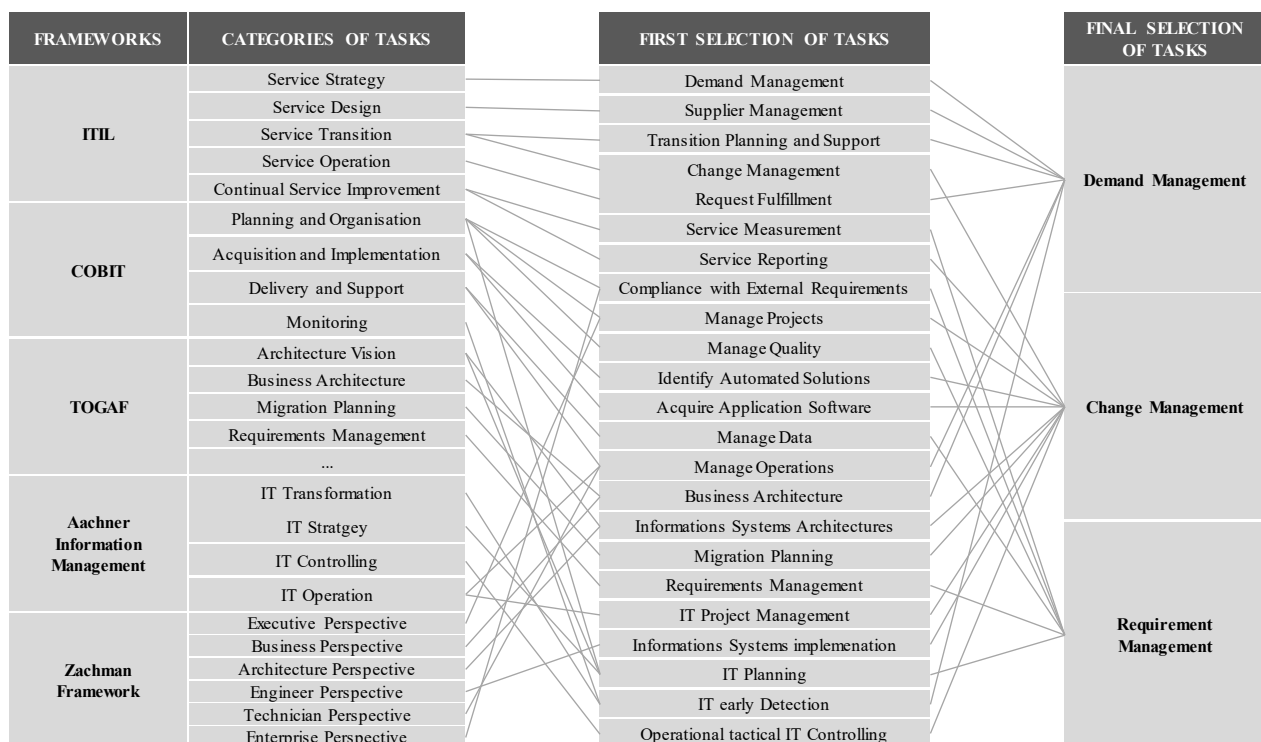 FRAMEWORKS
CATEGORIES OF TASKS
FIRST SELECTION OF TASKS
FINAL SELECTION
OF TASKS
ITIL
Service Strategy
Service Design
Service Transition
Service Operation
Continual Service Improvement
COBIT
Planning and Organisation
Acquisition and Implementation
Delivery and Support
Monitoring
TOGAF
Architecture Vision
Business Architecture
Migration Planning
Requirements Management
...
Aachner
Information
Management
IT Transformation
IT Stratgey
IT Controlling
IT Operation
Zachman
Framework
Executive Perspective
Business Perspective
Architecture Perspective
Engineer Perspective
Technician Perspective
Enterprise Perspective
Demand Management
Supplier Management
Transition Planning and Support
Change Management
Request Fulfillment
Service Measurement
Service Reporting
Compliance with External Requirements
Manage Projects
Manage Quality
Identify Automated Solutions
Acquire Application Software
Manage Data
Manage Operations
Business Architecture
Informations Systems Architectures
Migration Planning
Requirements Management
IT Project Management
Informations Systems implemenation
IT Planning
IT early Detection
Operational tactical IT Controlling
Demand Management
Change Management
Requirement
Management